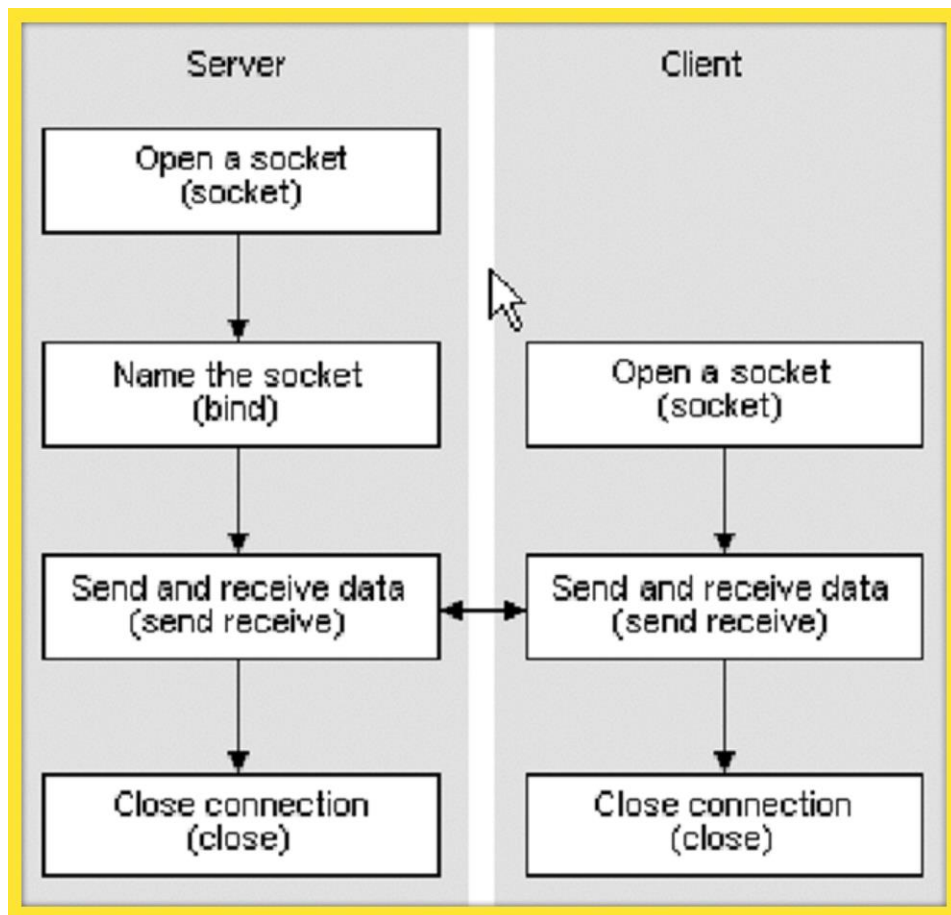 Server
Open a socket
(socket)
Name the socket
(bind)
Send and receive data
(send receive)
Close connection
(close)
Client
Open a socket
(socket)
Send and receive data
(send receive)
Close connection
(close)